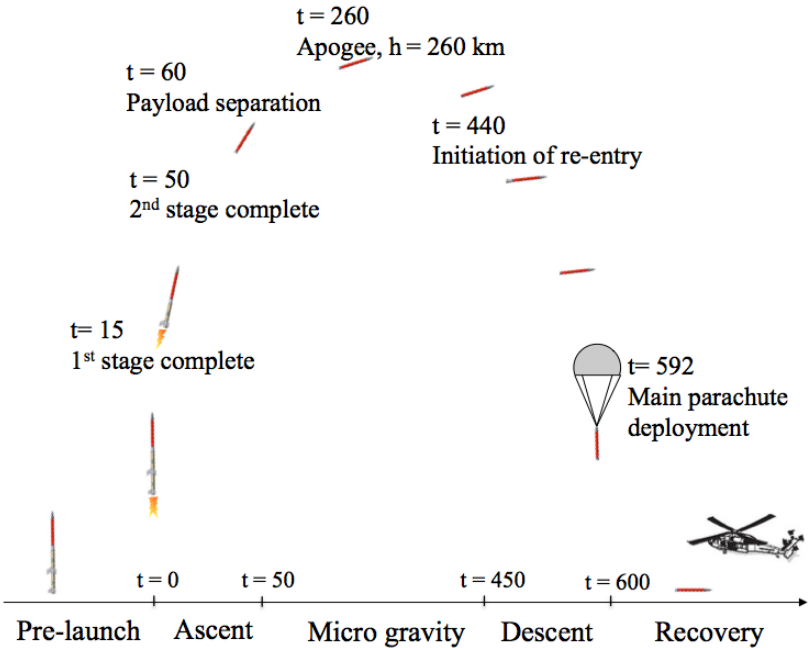 t = 260
Apogee, h = 260 km
t = 60
Payload separation
t = 440
Initiation of re-entry
t = 50
2nd stage complete
t= 15
1st stage complete
t= 592
Main parachute
deployment
t = 0
t = 50
t = 450
t = 600
Pre-launch
Ascent
Micro gravity
Descent
Recovery